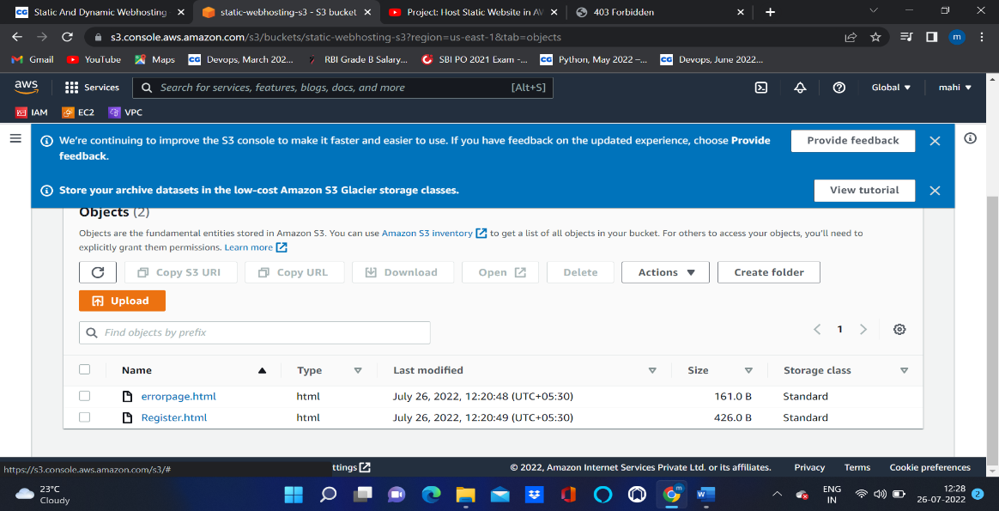 Static And Dynamic Webhosting
static-webhosting-s3 - S3 bucket
Project: Host Static Website in AW
403 Forbidden
s3.console.aws.amazon.com/s3/buckets/static-webhosting-s3?region=us-east-1&tab=objects
m
Gmail
YouTube
Maps
Devops, March 202...
RBI Grade B Salary...
SBI PO 2021 Exam -...
Python, May 2022 –...
Devops, June 2022...
aws
Services
Search for services, features, blogs, docs, and more
[Alt+S]
Global
mahi
IAM
EC2
VPC
We're continuing to improve the S3 console to make it faster and easier to use. If you have feedback on the updated experience, choose Provide
feedback.
Provide feedback
Store your archive datasets in the low-cost Amazon S3 Glacier storage classes.
View tutorial
Objects (2)
Objects are the fundamental entities stored in Amazon S3. You can use Amazon S3 inventory to get a list of all objects in your bucket. For others to access your objects, you'll need to
explicitly grant them permissions. Learn more
Copy S3 URI
Copy URL
Download
Open
Delete
Actions
Create folder
Upload
Find objects by prefix
1
Name
Type
Last modified
Size
Storage class
errorpage.html
html
July 26, 2022, 12:20:48 (UTC+05:30)
161.0 B
Standard
Register.html
html
July 26, 2022, 12:20:49 (UTC+05:30)
426.0 B
Standard
https://s3.console.aws.amazon.com/s3/#
ttings
© 2022, Amazon Internet Services Private Ltd. or its affiliates.
Privacy
Terms
Cookie preferences
23°C
Cloudy
ENG
IN
12:28
26-07-2022
2